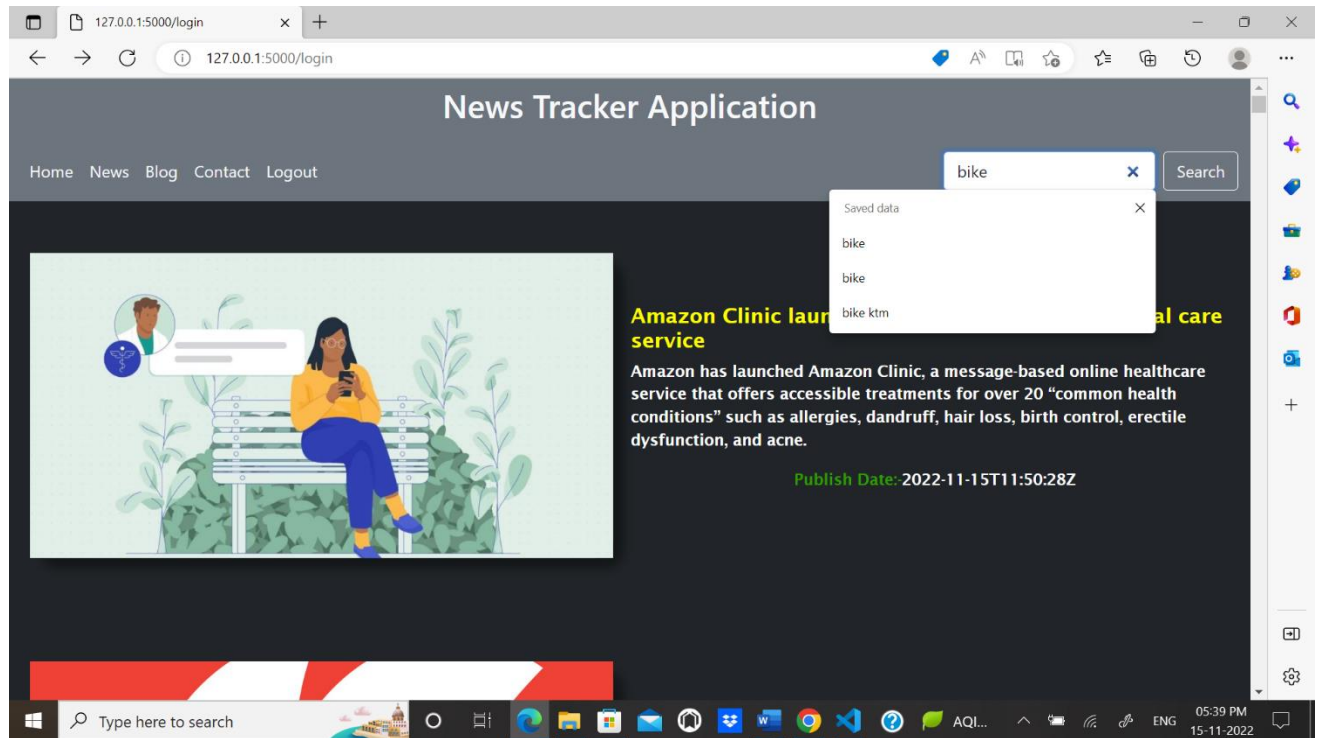 127.0.0.1:5000/login
127.0.0.1:5000/login
News Tracker Application
Home News Blog Contact Logout
bike
Search
Saved data
bike
bike
bike ktm
Amazon Clinic laun al care
service
Amazon has launched Amazon Clinic, a message-based online healthcare
service that offers accessible treatments for over 20 “common health
conditions” such as allergies, dandruff, hair loss, birth control, erectile
dysfunction, and acne.
Publish Date:-2022-11-15T11:50:28Z
Type here to search
AQI...
ENG
05:39 PM
15-11-2022